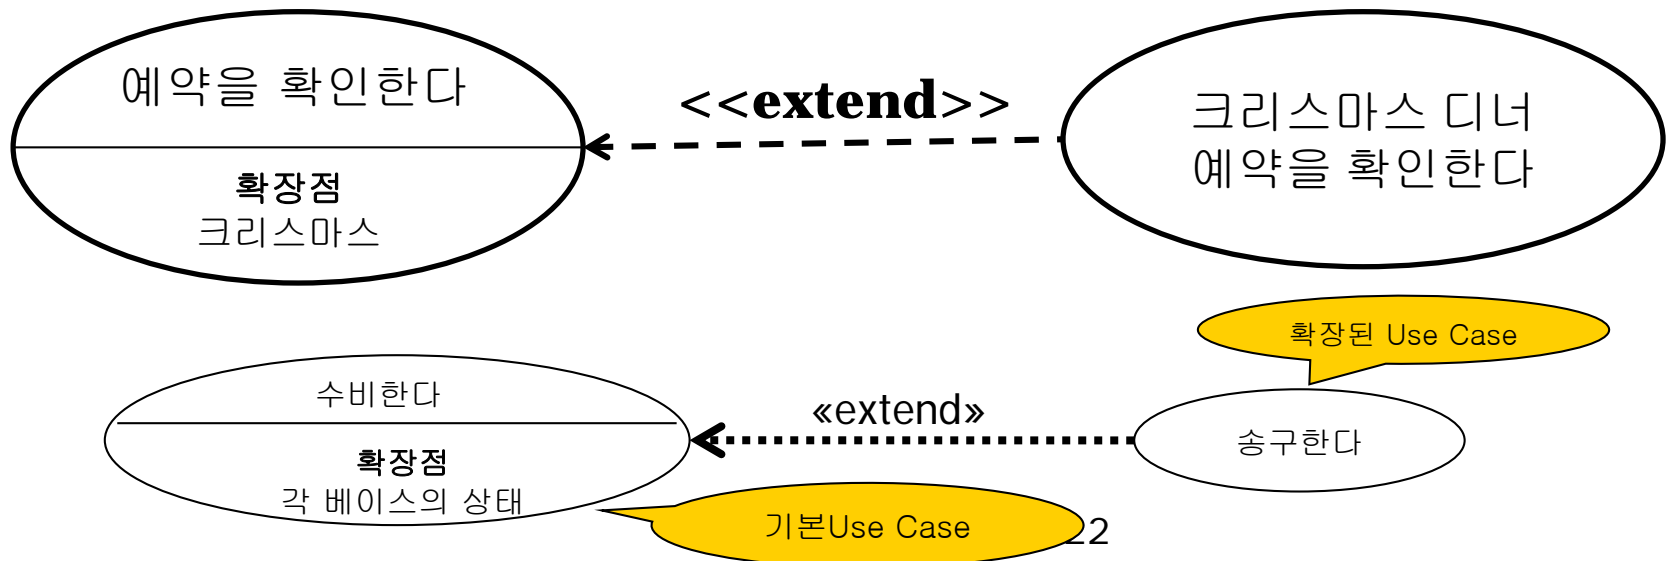 예약을 확인한다
확장점
크리스마스
<<extend>>
크리스마스 디너
예약을 확인한다
확장된 Use Case
수비한다
확장점
각 베이스의 상태
«extend»
송구한다
기본Use Case
22